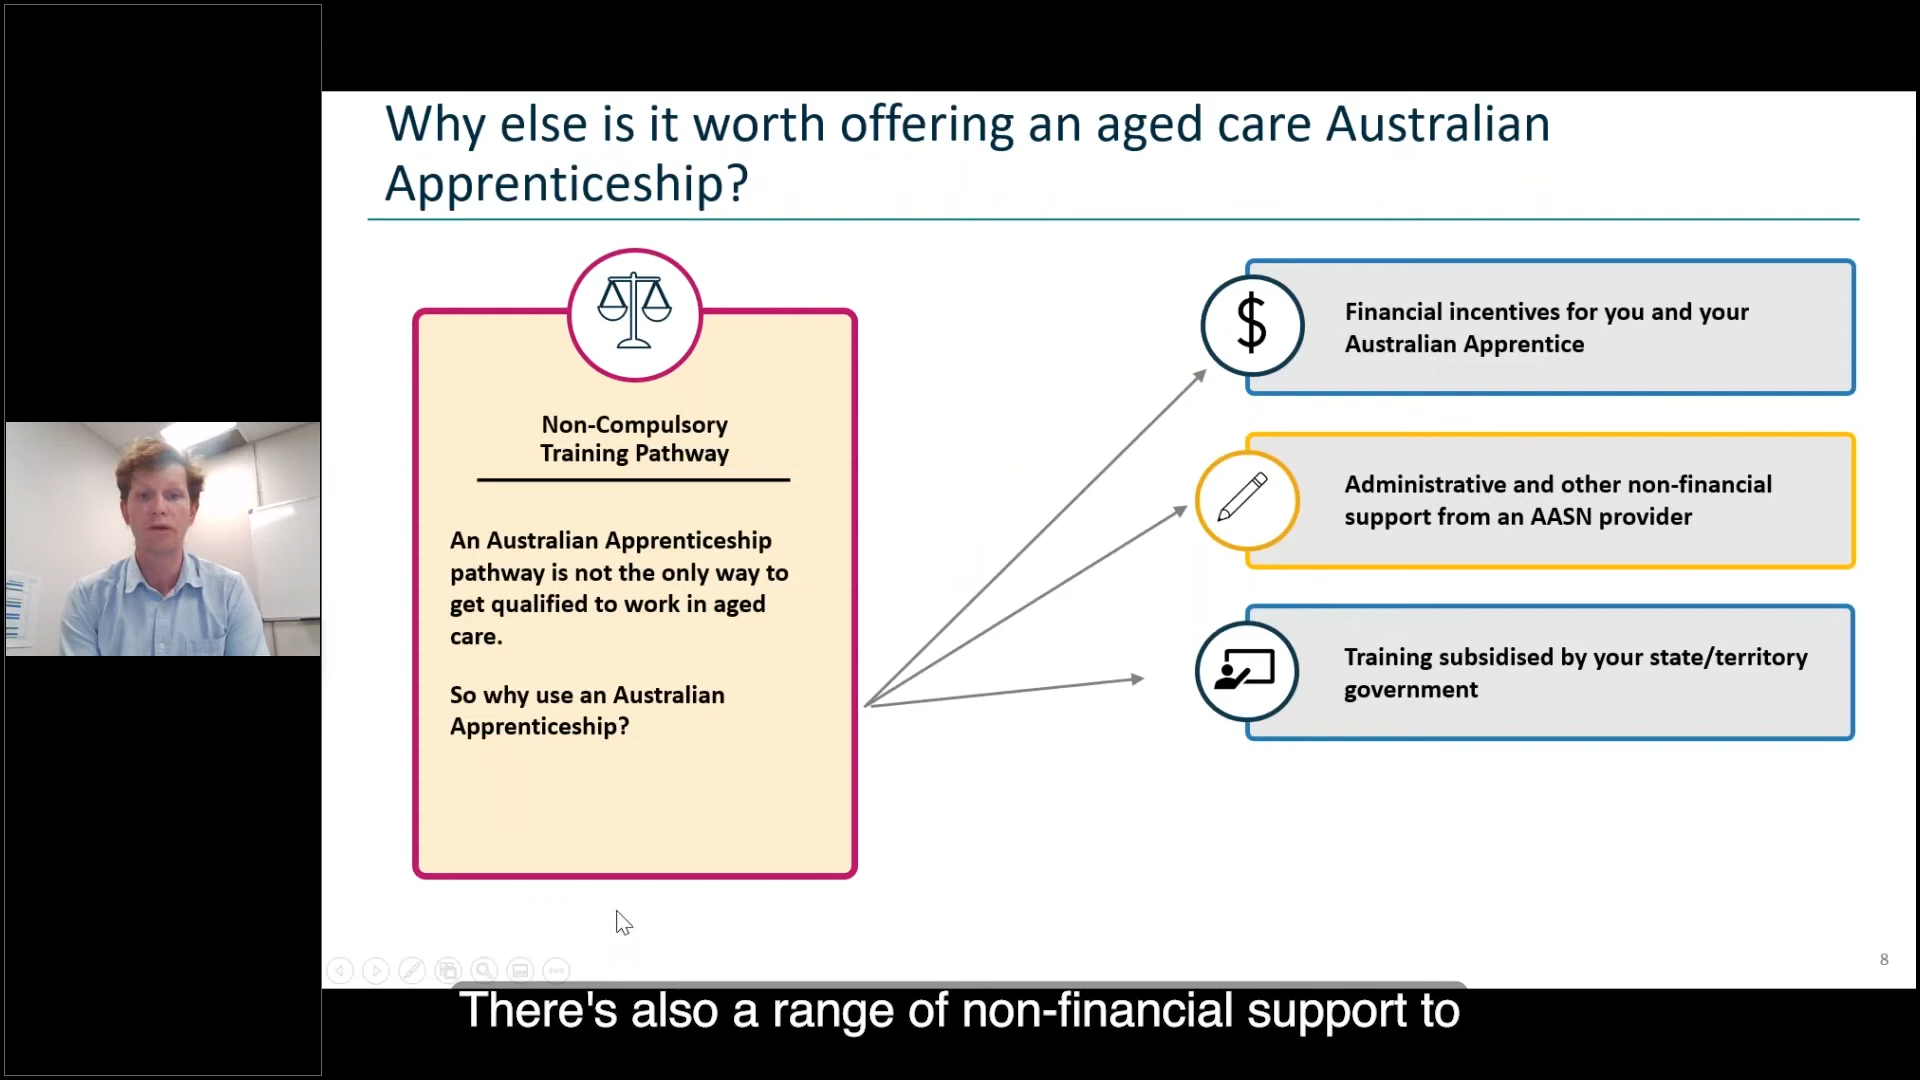 Why else is it worth offering an aged care Australian
Apprenticeship?
Non-Compulsory
Training Pathway
An Australian Apprenticeship
pathway is not the only way to
get qualified to work in aged
care.
So why use an Australian
Apprenticeship?
$
Financial incentives for you and your
Australian Apprentice
Administrative and other non-financial
support from an AASN provider
Training subsidised by your state/territory
government
8
There's also a range of non-financial support to